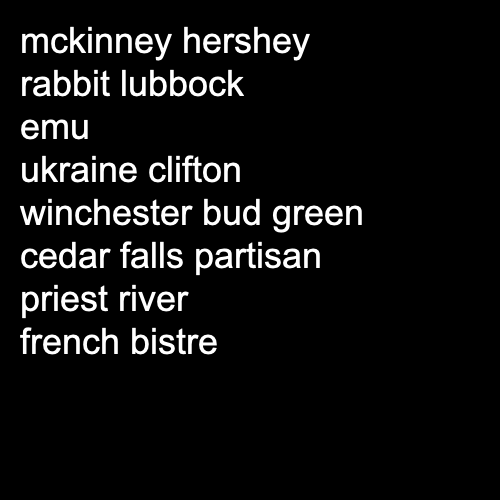 mckinney hershey
rabbit lubbock
emu
ukraine clifton
winchester bud green
cedar falls partisan
priest river
french bistre